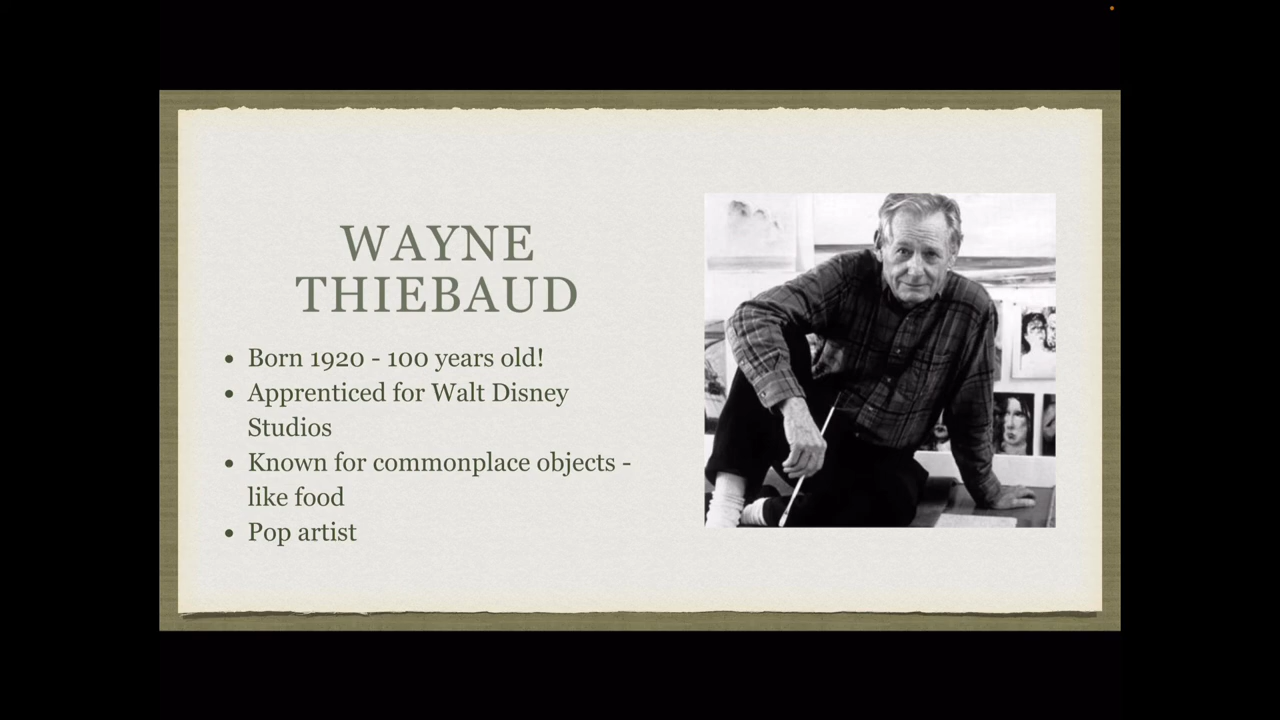 WAYNE
THIEBAUD
• Born 1920 - 100 years old!
• Apprenticed for Walt Disney
Studios
• Known for commonplace objects -
like food
• Pop artist